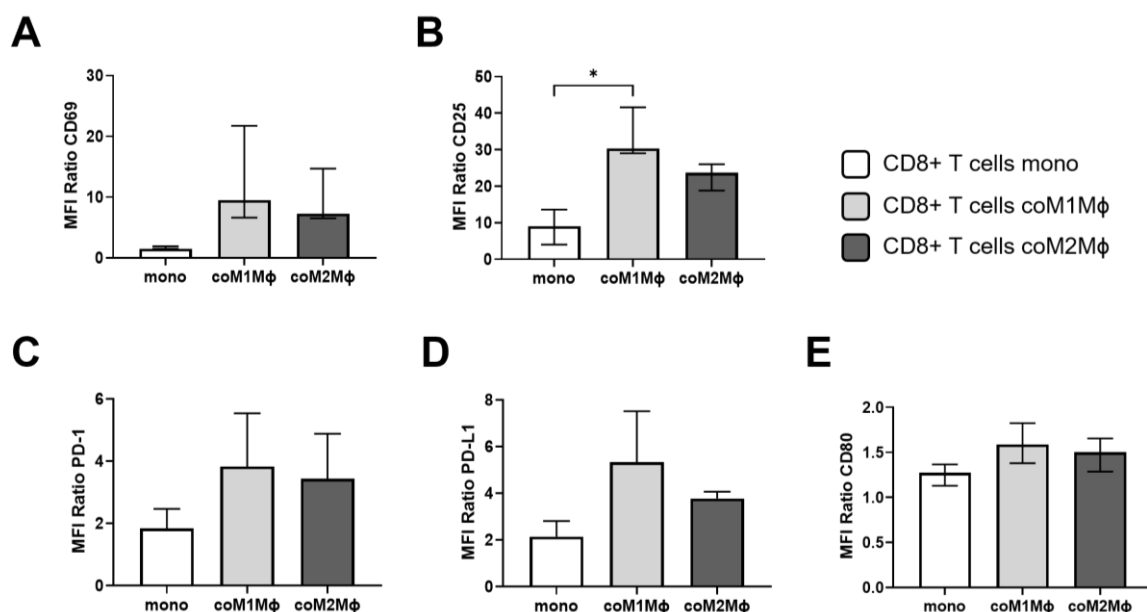 A
MFI Ratio CD69
30
20
10
0
mono coM1Mϕ coM2Mϕ
B
MFI Ratio CD25
50
40
30
20
10
0
*
mono coM1Mϕ coM2Mϕ
CD8+ T cells mono
CD8+ T cells coM1Mϕ
CD8+ T cells coM2Mϕ
C
MFI Ratio PD-1
6
4
2
0
mono coM1Mϕ coM2Mϕ
D
MFI Ratio PD-L1
8
6
4
2
0
mono coM1Mϕ coM2Mϕ
E
MFI Ratio CD80
2.0
1.5
1.0
0.5
0.0
mono coM1Mϕ coM2Mϕ